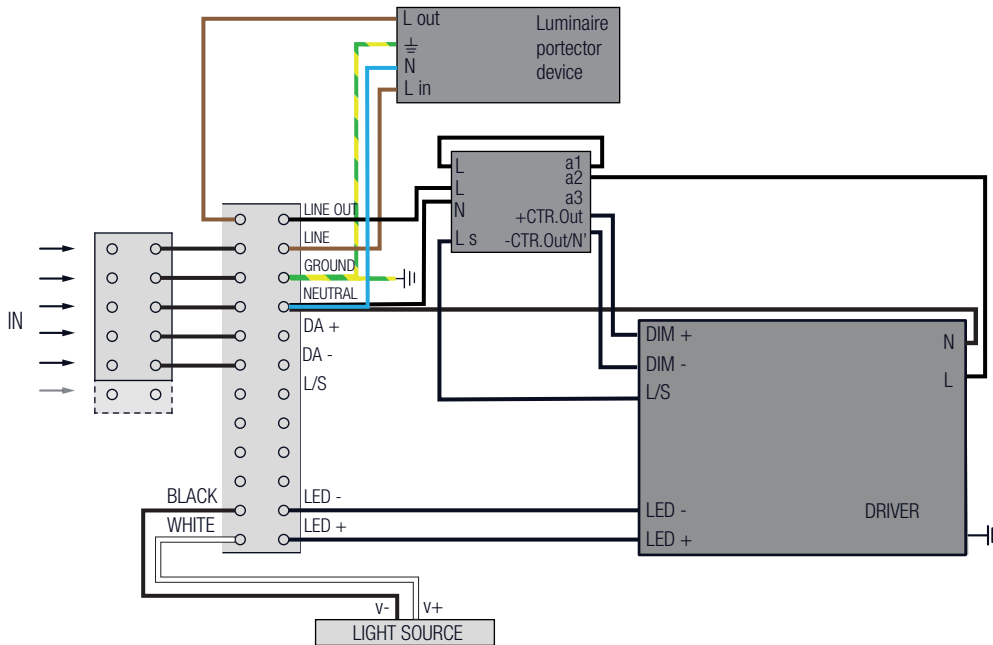 L out
N
L in
Luminaire
portector
device
L
L
N
L s
a1
a2
a3
+CTR.Out
-CTR.Out/N'
LINE OUT
LINE
GROUND
NEUTRAL
DA +
DA -
L/S
IN
DIM +
DIM -
L/S
N
L
LED -
LED +
DRIVER
BLACK
WHITE
LED -
LED +
v-
v+
LIGHT SOURCE